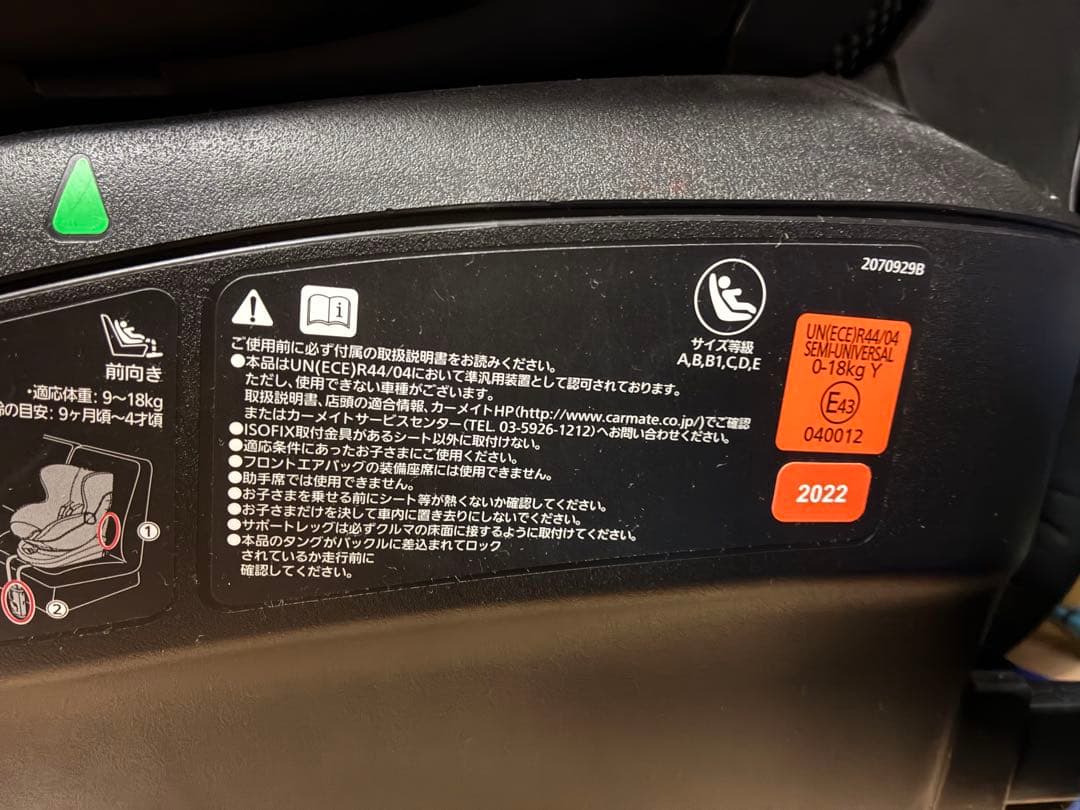 前向き
・適応体重：9〜18kg
の目安：9ヶ月頃〜4才頃
①
②
ご使用前に必ず付属の取扱説明書をお読みください。
●本品はUN(ECE)R44/04において準汎用装置として認可されております。
ただし、使用できない車種がございます。
取扱説明書、店頭の適合情報、カーメイトHP(http://www.carmate.co.jp/)でご確認
またはカーメイトサービスセンター(TEL 03-5926-1212)へお問い合わせください。
●ISOFIX取付金具があるシート以外に取付けない。
●適応条件にあったお子さまにご使用ください。
●フロントエアバッグの装備座席には使用できません。
●助手席では使用できません。
●お子さまを乗せる前にシート等が熱くないか確認してください。
●お子さまだけを決して車内に置き去りにしないでください。
●サポートレッグは必ずクルマの床面に接するように取付けてください。
●本品のタングがバックルに差込まれてロック
されているか走行前に
確認してください。
サイズ等級
A,B,B1,C,D,E
2070929B
UN(ECE)R44/04
SEMI-UNIVERSAL
0-18kg Y
E43
040012
2022